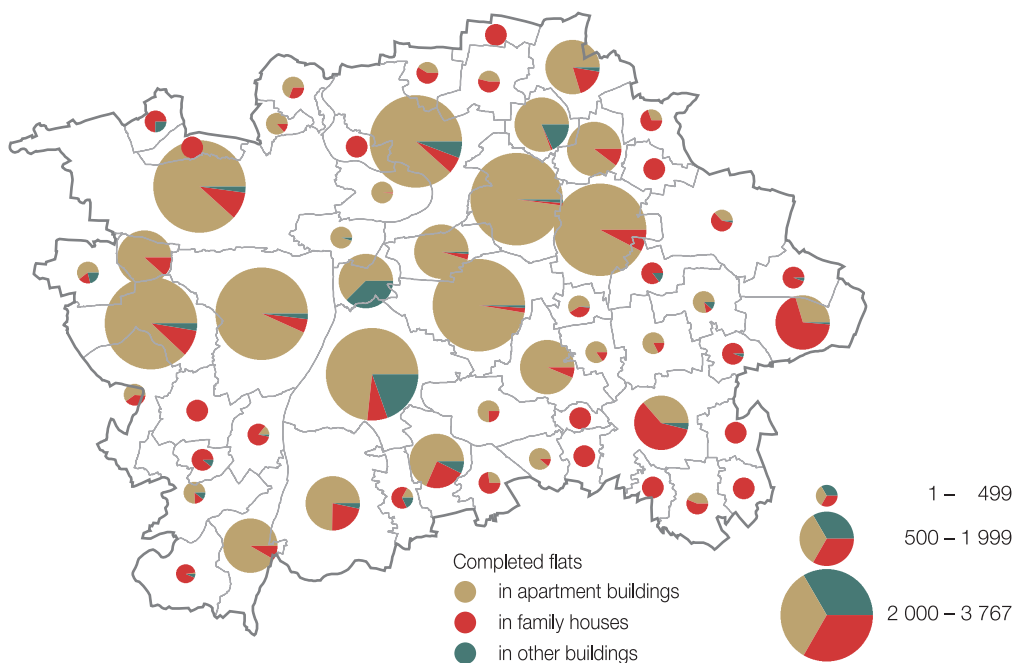 Completed flats
in apartment buildings
in family houses
in other buildings
1 – 499
500 – 1 999
2 000 – 3 767